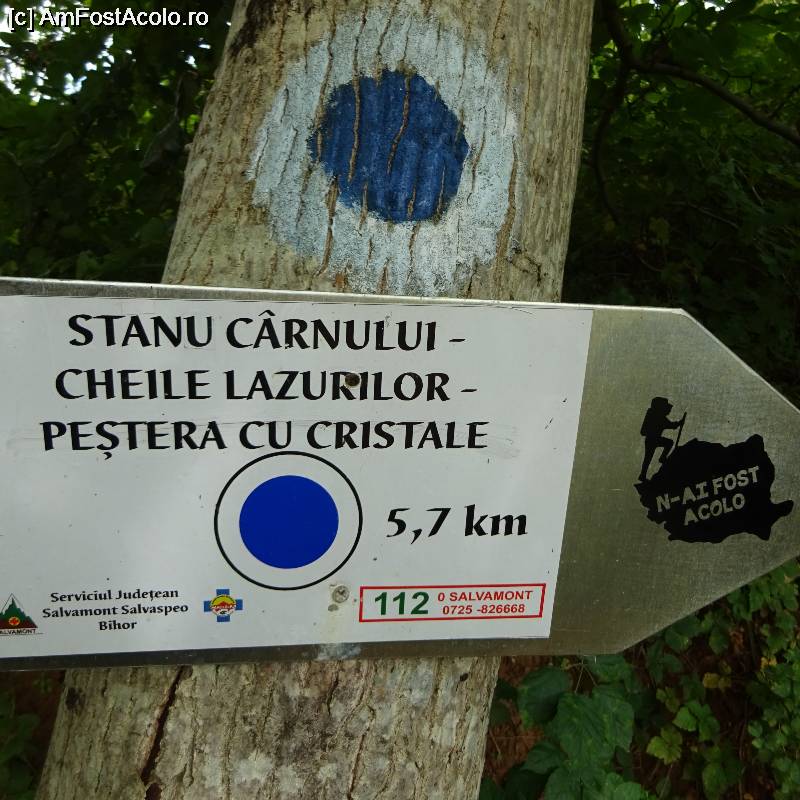 [c] AmFostAcolo.ro
STANU CÂRNULUI -
CHEILE LAZURILOR -
PEȘTERA CU CRISTALE
5,7 km
N-AI FOST
ACOLO
Serviciul Județean
Salvamont Salvaspeo
Bihor
SALVAMONT
112 0 SALVAMONT
0725 -826668